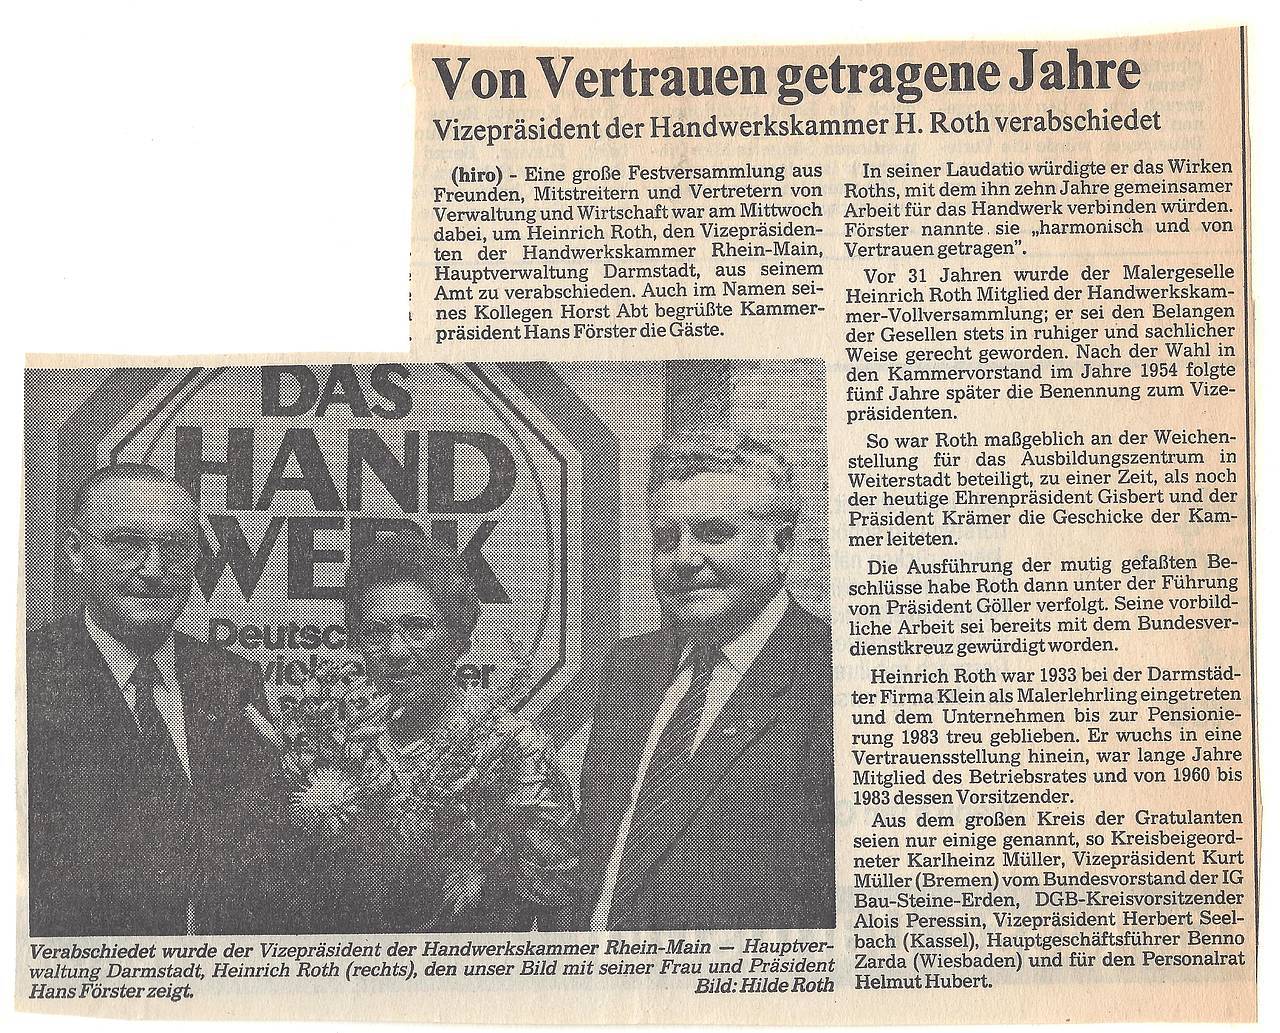 Von Vertrauen getragene Jahre
Vizepräsident der Handwerkskammer H. Roth verabschiedet
(hiro) - Eine große Festversammlung aus
Freunden, Mitstreitern und Vertretern von
Verwaltung und Wirtschaft war am Mittwoch
dabei, um Heinrich Roth, den Vizepräsiden-
ten der Handwerkskammer Rhein-Main,
Hauptverwaltung Darmstadt, aus seinem
Amt zu verabschieden. Auch im Namen sei-
nes Kollegen Horst Abt begrüßte Kammer-
präsident Hans Förster die Gäste.
DAS
HAND
WERK
Deutsc
er
Verabschiedet wurde der Vizepräsident der Handwerkskammer Rhein-Main — Hauptver-
waltung Darmstadt, Heinrich Roth (rechts), den unser Bild mit seiner Frau und Präsident
Hans Förster zeigt. Bild: Hilde Roth
In seiner Laudatio würdigte er das Wirken
Roths, mit dem ihn zehn Jahre gemeinsamer
Arbeit für das Handwerk verbinden würden.
Förster nannte sie „harmonisch und von
Vertrauen getragen”.
Vor 31 Jahren wurde der Malergeselle
Heinrich Roth Mitglied der Handwerkskam-
mer-Vollversammlung; er sei den Belangen
der Gesellen stets in ruhiger und sachlicher
Weise gerecht geworden. Nach der Wahl in
den Kammervorstand im Jahre 1954 folgte
fünf Jahre später die Benennung zum Vize-
präsidenten.
So war Roth maßgeblich an der Weichen-
stellung für das Ausbildungszentrum in
Weiterstadt beteiligt, zu einer Zeit, als noch
der heutige Ehrenpräsident Gisbert und der
Präsident Krämer die Geschicke der Kam-
mer leiteten.
Die Ausführung der mutig gefaßten Be-
schlüsse habe Roth dann unter der Führung
von Präsident Göller verfolgt. Seine vorbild-
liche Arbeit sei bereits mit dem Bundesver-
dienstkreuz gewürdigt worden.
Heinrich Roth war 1933 bei der Darmstäd-
ter Firma Klein als Malerlehrling eingetreten
und dem Unternehmen bis zur Pensionie-
rung 1983 treu geblieben. Er wuchs in eine
Vertrauensstellung hinein, war lange Jahre
Mitglied des Betriebsrates und von 1960 bis
1983 dessen Vorsitzender.
Aus dem großen Kreis der Gratulanten
seien nur einige genannt, so Kreisbeigeord-
neter Karlheinz Müller, Vizepräsident Kurt
Müller (Bremen) vom Bundesvorstand der IG
Bau-Steine-Erden, DGB-Kreisvorsitzender
Alois Peressin, Vizepräsident Herbert Seel-
bach (Kassel), Hauptgeschäftsführer Benno
Zarda (Wiesbaden) und für den Personalrat
Helmut Hubert.